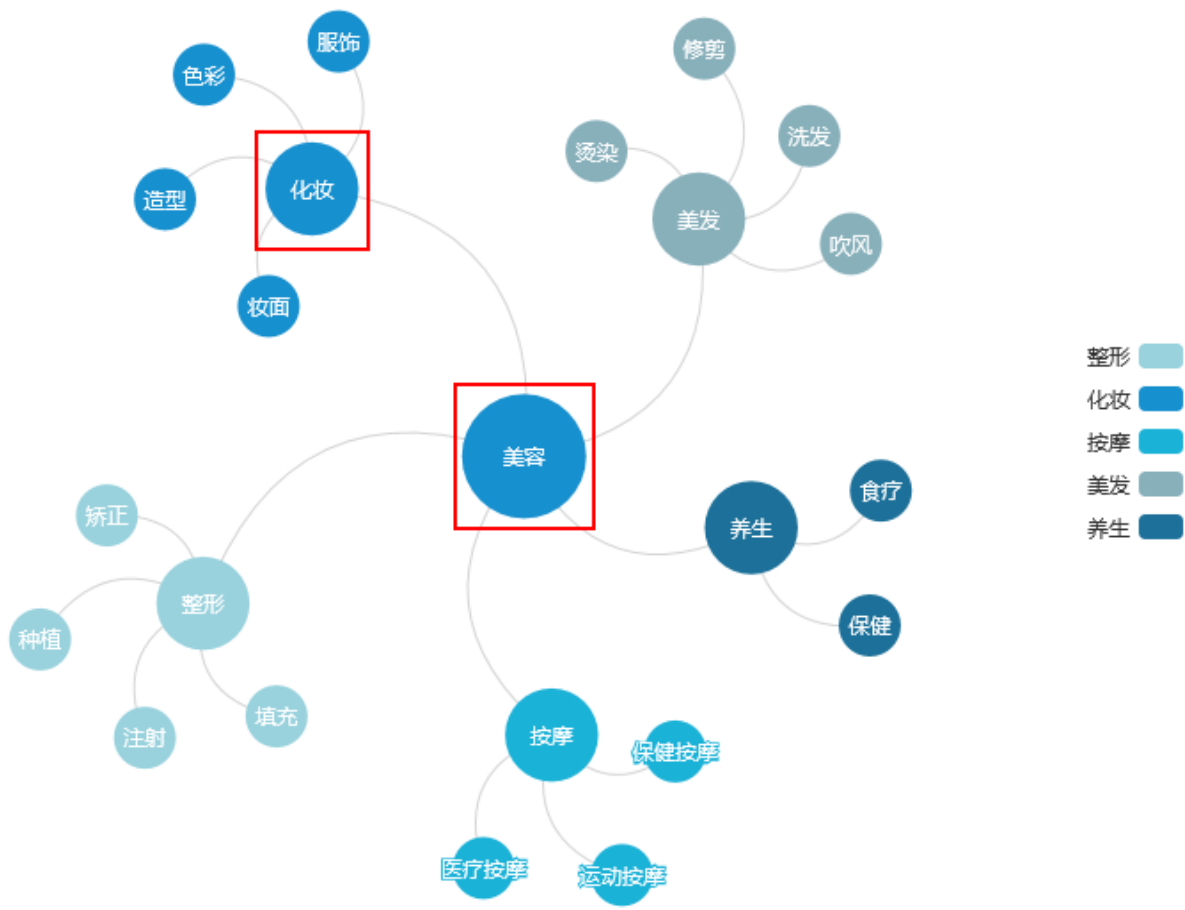 服饰
色彩
化妆
造型
妆面
修剪
洗发
烫染
美发
吹风
美容
养生
食疗
保健
矫正
整形
种植
注射
填充
按摩
保健按摩
医疗按摩
运动按摩
整形
化妆
按摩
美发
养生